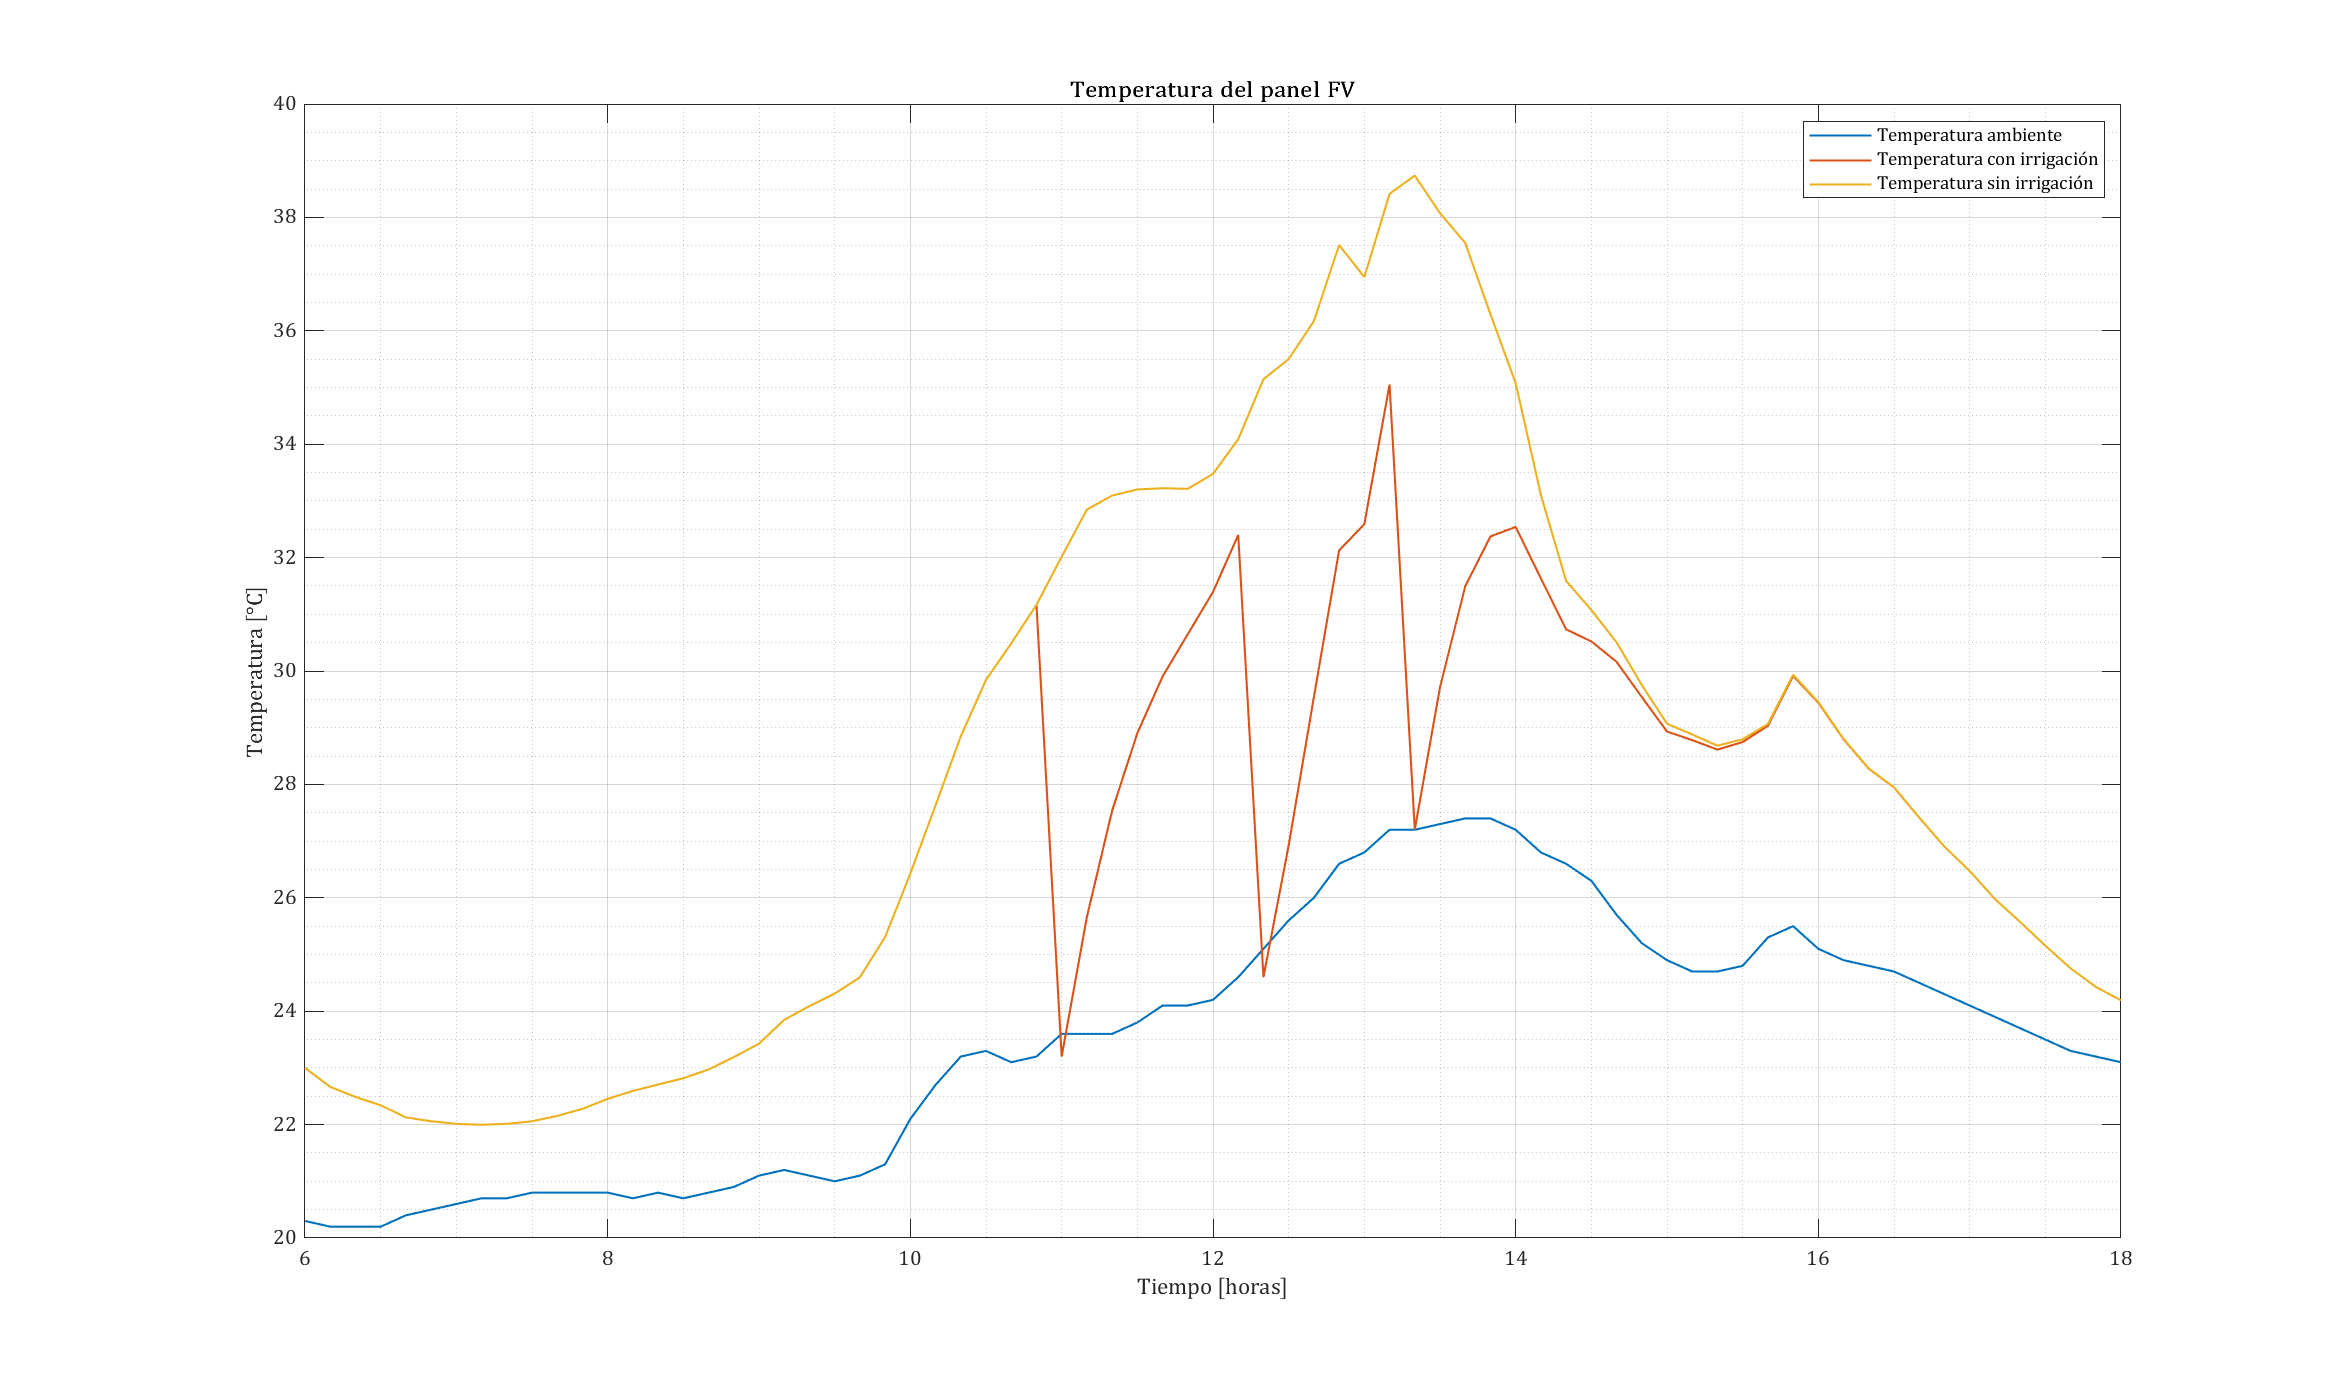 Temperatura del panel FV
Temperatura ambiente
Temperatura con irrigación
Temperatura sin irrigación
40
38
36
34
32
30
28
26
24
22
20
Temperatura [°C]
6 8 10 12 14 16 18
Tiempo [horas]